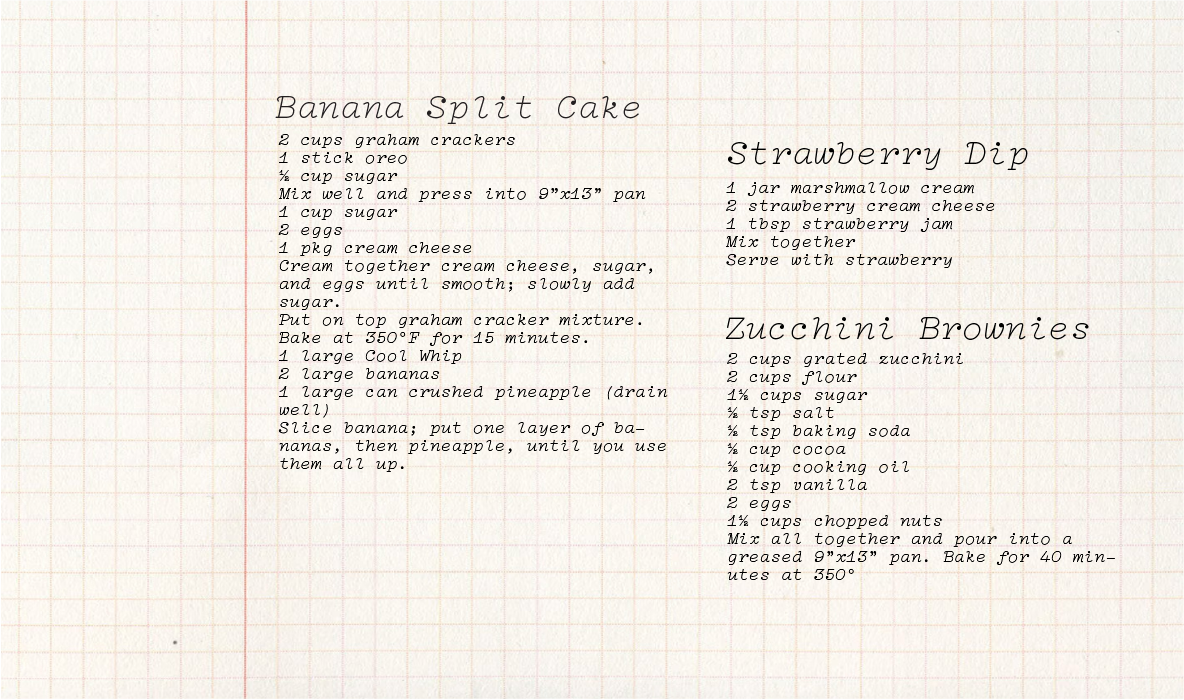 Banana Split Cake
2 cups graham crackers
1 stick oreo
½ cup sugar
Mix well and press into 9”x13” pan
1 cup sugar
2 eggs
1 pkg cream cheese
Cream together cream cheese, sugar,
and eggs until smooth; slowly add
sugar.
Put on top graham cracker mixture.
Bake at 350°F for 15 minutes.
1 large Cool Whip
2 large bananas
1 large can crushed pineapple (drain
well)
Slice banana; put one layer of ba-
nanas, then pineapple, until you use
them all up.
Strawberry Dip
1 jar marshmallow cream
2 strawberry cream cheese
1 tbsp strawberry jam
Mix together
Serve with strawberry
Zucchini Brownies
2 cups grated zucchini
2 cups flour
1½ cups sugar
½ tsp salt
½ tsp baking soda
½ cup cocoa
½ cup cooking oil
2 tsp vanilla
2 eggs
1½ cups chopped nuts
Mix all together and pour into a
greased 9”x13” pan. Bake for 40 min-
utes at 350°